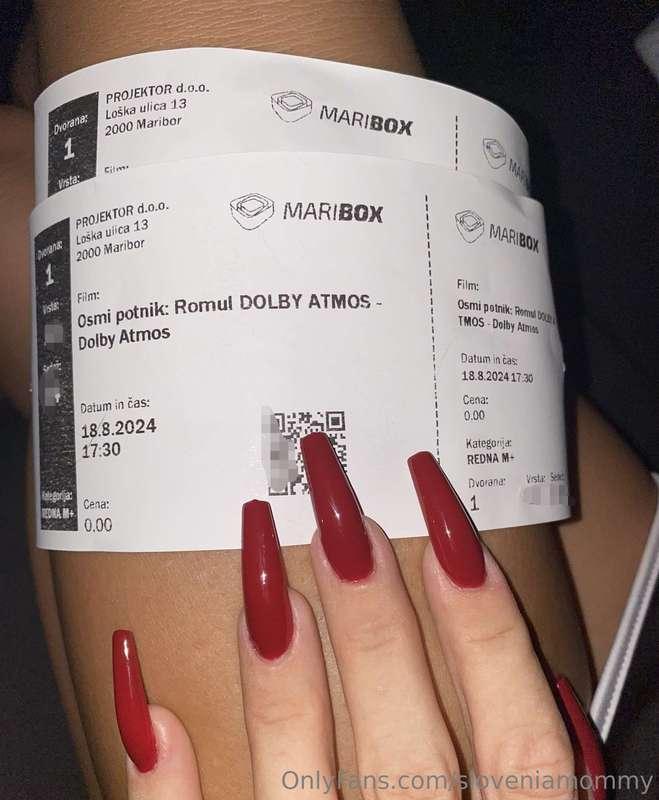 PROJEKTOR d.o.o.
Loška ulica 13
2000 Maribor
MARIBOX
Dvorana:
1
Vrsta:
Film:
PROJEKTOR d.o.o.
Loška ulica 13
2000 Maribor
MARIBOX
Dvorana:
1
Vrsta:
Film:
Osmi potnik: Romul DOLBY ATMOS -
Dolby Atmos
Datum in čas:
18.8.2024
17:30
Kategorija:
REDNA M+
Cena:
0.00
MARIBOX
Film:
Osmi potnik: Romul
TMOS - Dolby Atmos
Datum in čas:
18.8.2024 17:30
Cena:
0.00
Kategorija:
REDNA M+
Dvorana: Vrsta:
1
OnlyFans.com/sloveniamommy